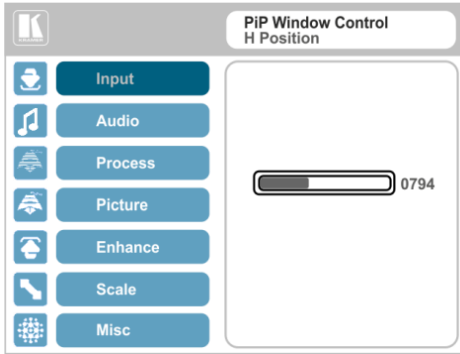 PiP Window Control
H Position
Input
Audio
Process
Picture
Enhance
Scale
Misc
0794